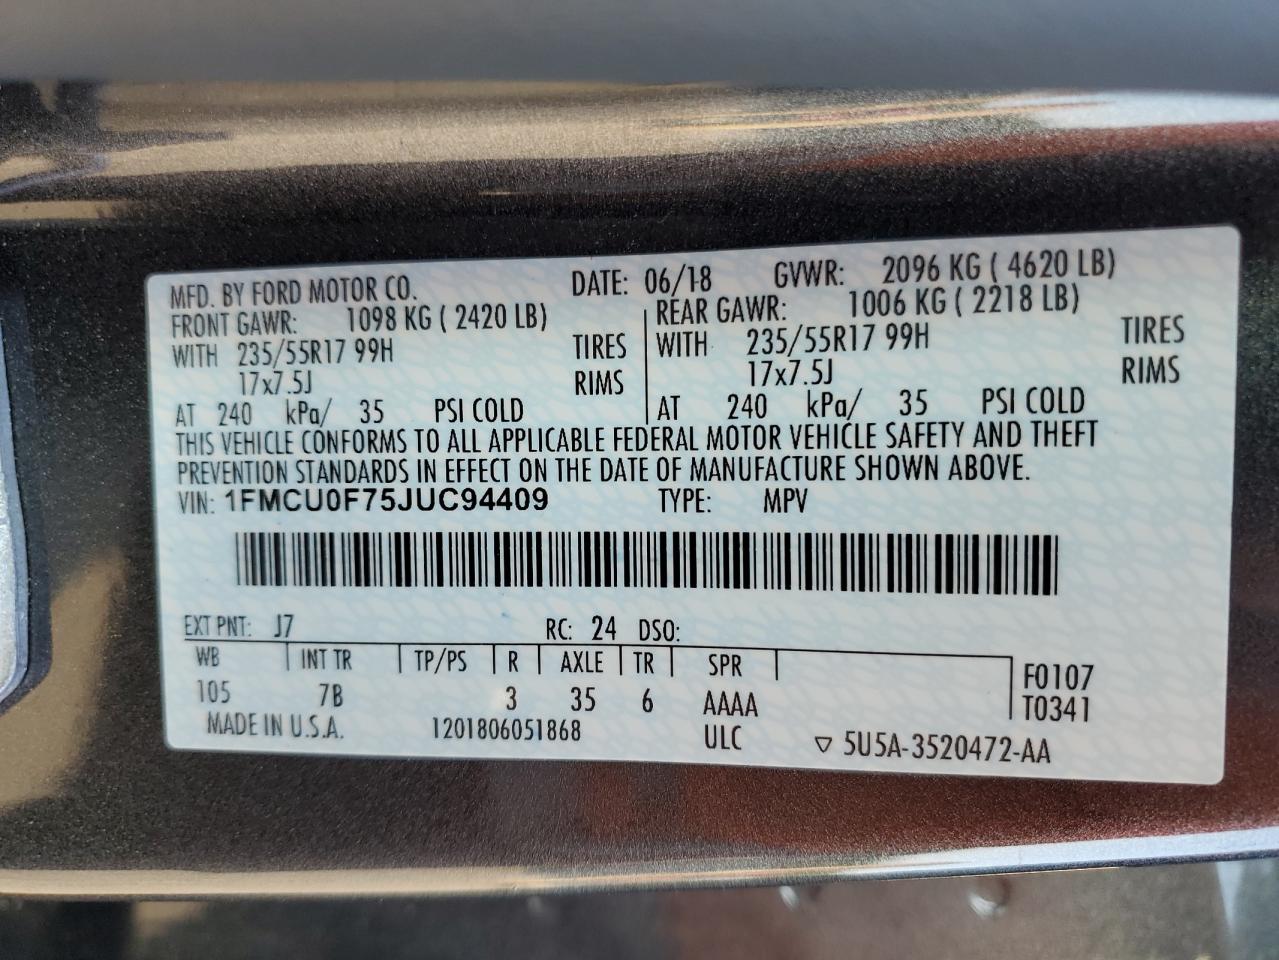 MFD. BY FORD MOTOR CO. DATE: 06/18 GVWR: 2096 KG ( 4620 LB)
FRONT GAWR: 1098 KG ( 2420 LB) REAR GAWR: 1006 KG ( 2218 LB)
WITH 235/55R17 99H TIRES WITH 235/55R17 99H TIRES
17x7.5J RIMS 17x7.5J RIMS
AT 240 kPa/ 35 PSI COLD AT 240 kPa/ 35 PSI COLD
THIS VEHICLE CONFORMS TO ALL APPLICABLE FEDERAL MOTOR VEHICLE SAFETY AND THEFT
PREVENTION STANDARDS IN EFFECT ON THE DATE OF MANUFACTURE SHOWN ABOVE.
VIN: 1FMCU0F75JUC94409 TYPE: MPV
EXT PNT: J7 RC: 24 DSO:
WB INT TR TP/PS R AXLE TR SPR F0107
105 7B 3 35 6 AAAA T0341
MADE IN U.S.A. 1201806051868 ULC ▽ 5U5A-3520472-AA